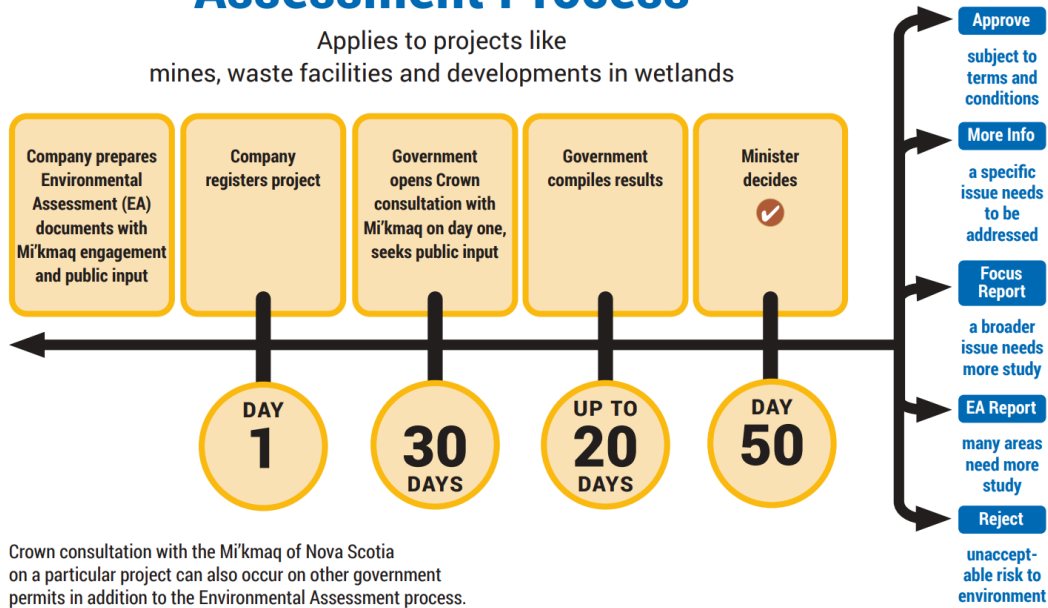 Assessment Process
Applies to projects like
mines, waste facilities and developments in wetlands
Company prepares
Environmental
Assessment (EA)
documents with
Mi'kmaq engagement
and public input
Company
registers project
Government
opens Crown
consultation with
Mi'kmaq on day one,
seeks public input
Government
compiles results
Minister
decides
DAY
1
30
DAYS
UP TO
20
DAYS
DAY
50
Approve
subject to
terms and
conditions
More Info
a specific
issue needs
to be
addressed
Focus
Report
a broader
issue needs
more study
EA Report
many areas
need more
study
Reject
unaccept-
able risk to
environment
Crown consultation with the Mi'kmaq of Nova Scotia
on a particular project can also occur on other government
permits in addition to the Environmental Assessment process.